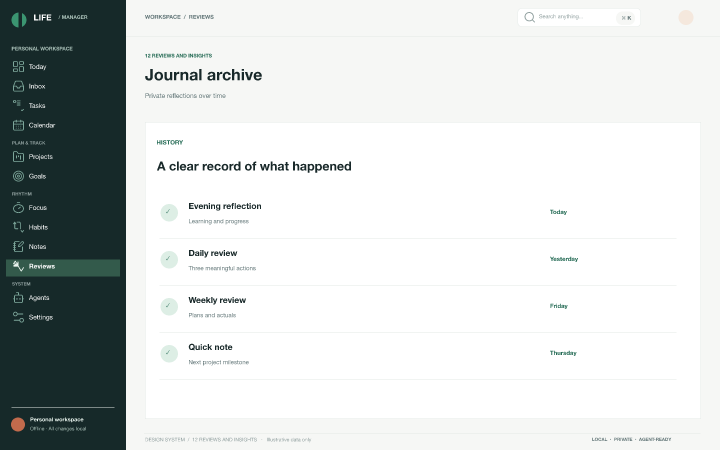 LIFE / MANAGER
PERSONAL WORKSPACE
Today
Inbox
Tasks
Calendar
PLAN & TRACK
Projects
Goals
RHYTHM
Focus
Habits
Notes
Reviews
SYSTEM
Agents
Settings
Personal workspace
Offline · All changes local
WORKSPACE / REVIEWS
Search anything...
⌘ K
12 REVIEWS AND INSIGHTS
Journal archive
Private reflections over time
HISTORY
A clear record of what happened
Evening reflection
Today
Learning and progress
Daily review
Yesterday
Three meaningful actions
Weekly review
Friday
Plans and actuals
Quick note
Thursday
Next project milestone
DESIGN SYSTEM / 12 REVIEWS AND INSIGHTS · Illustrative data only
LOCAL · PRIVATE · AGENT-READY